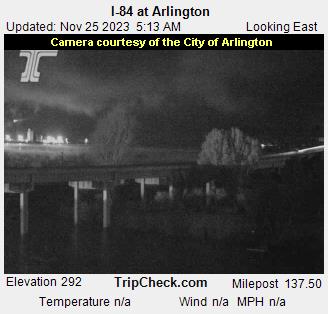 I-84 at Arlington
Updated: Nov 25 2023 5:13 AM Looking East
Camera courtesy of the City of Arlington
Elevation 292 TripCheck.com Milepost 137.50
Temperature n/a Wind n/a MPH n/a